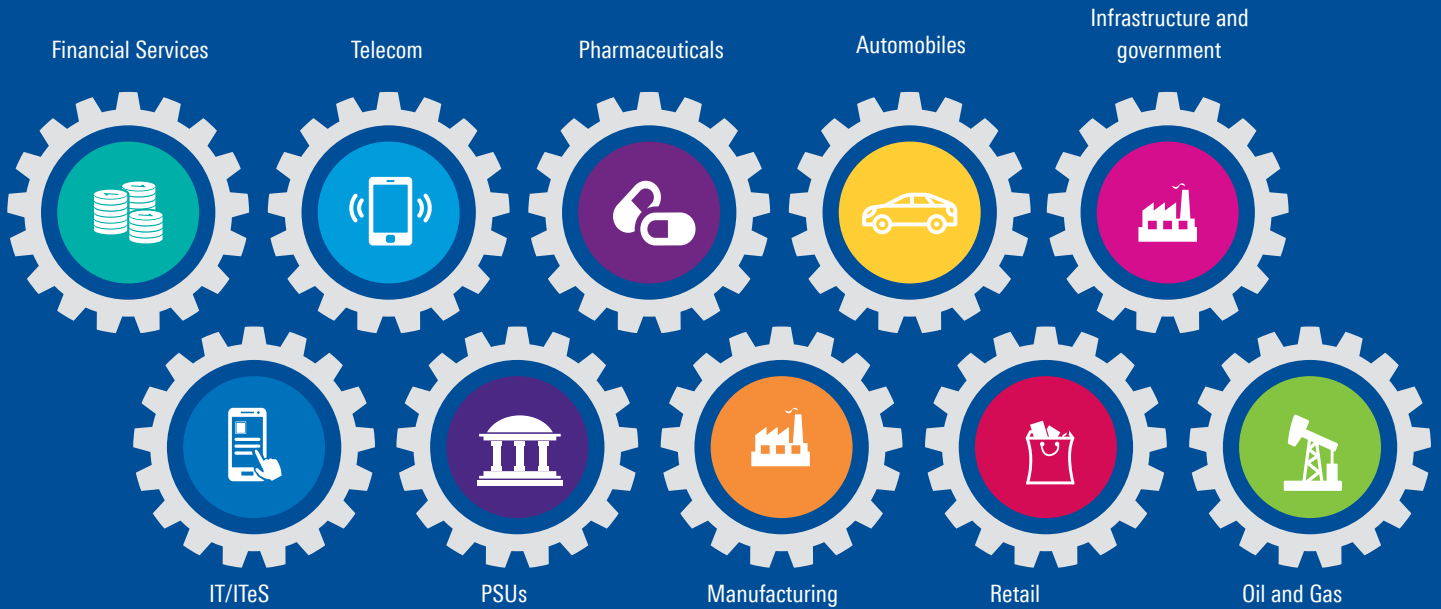 Financial Services
Telecom
Pharmaceuticals
Automobiles
Infrastructure and
government
IT/ITeS
PSUs
Manufacturing
Retail
Oil and Gas